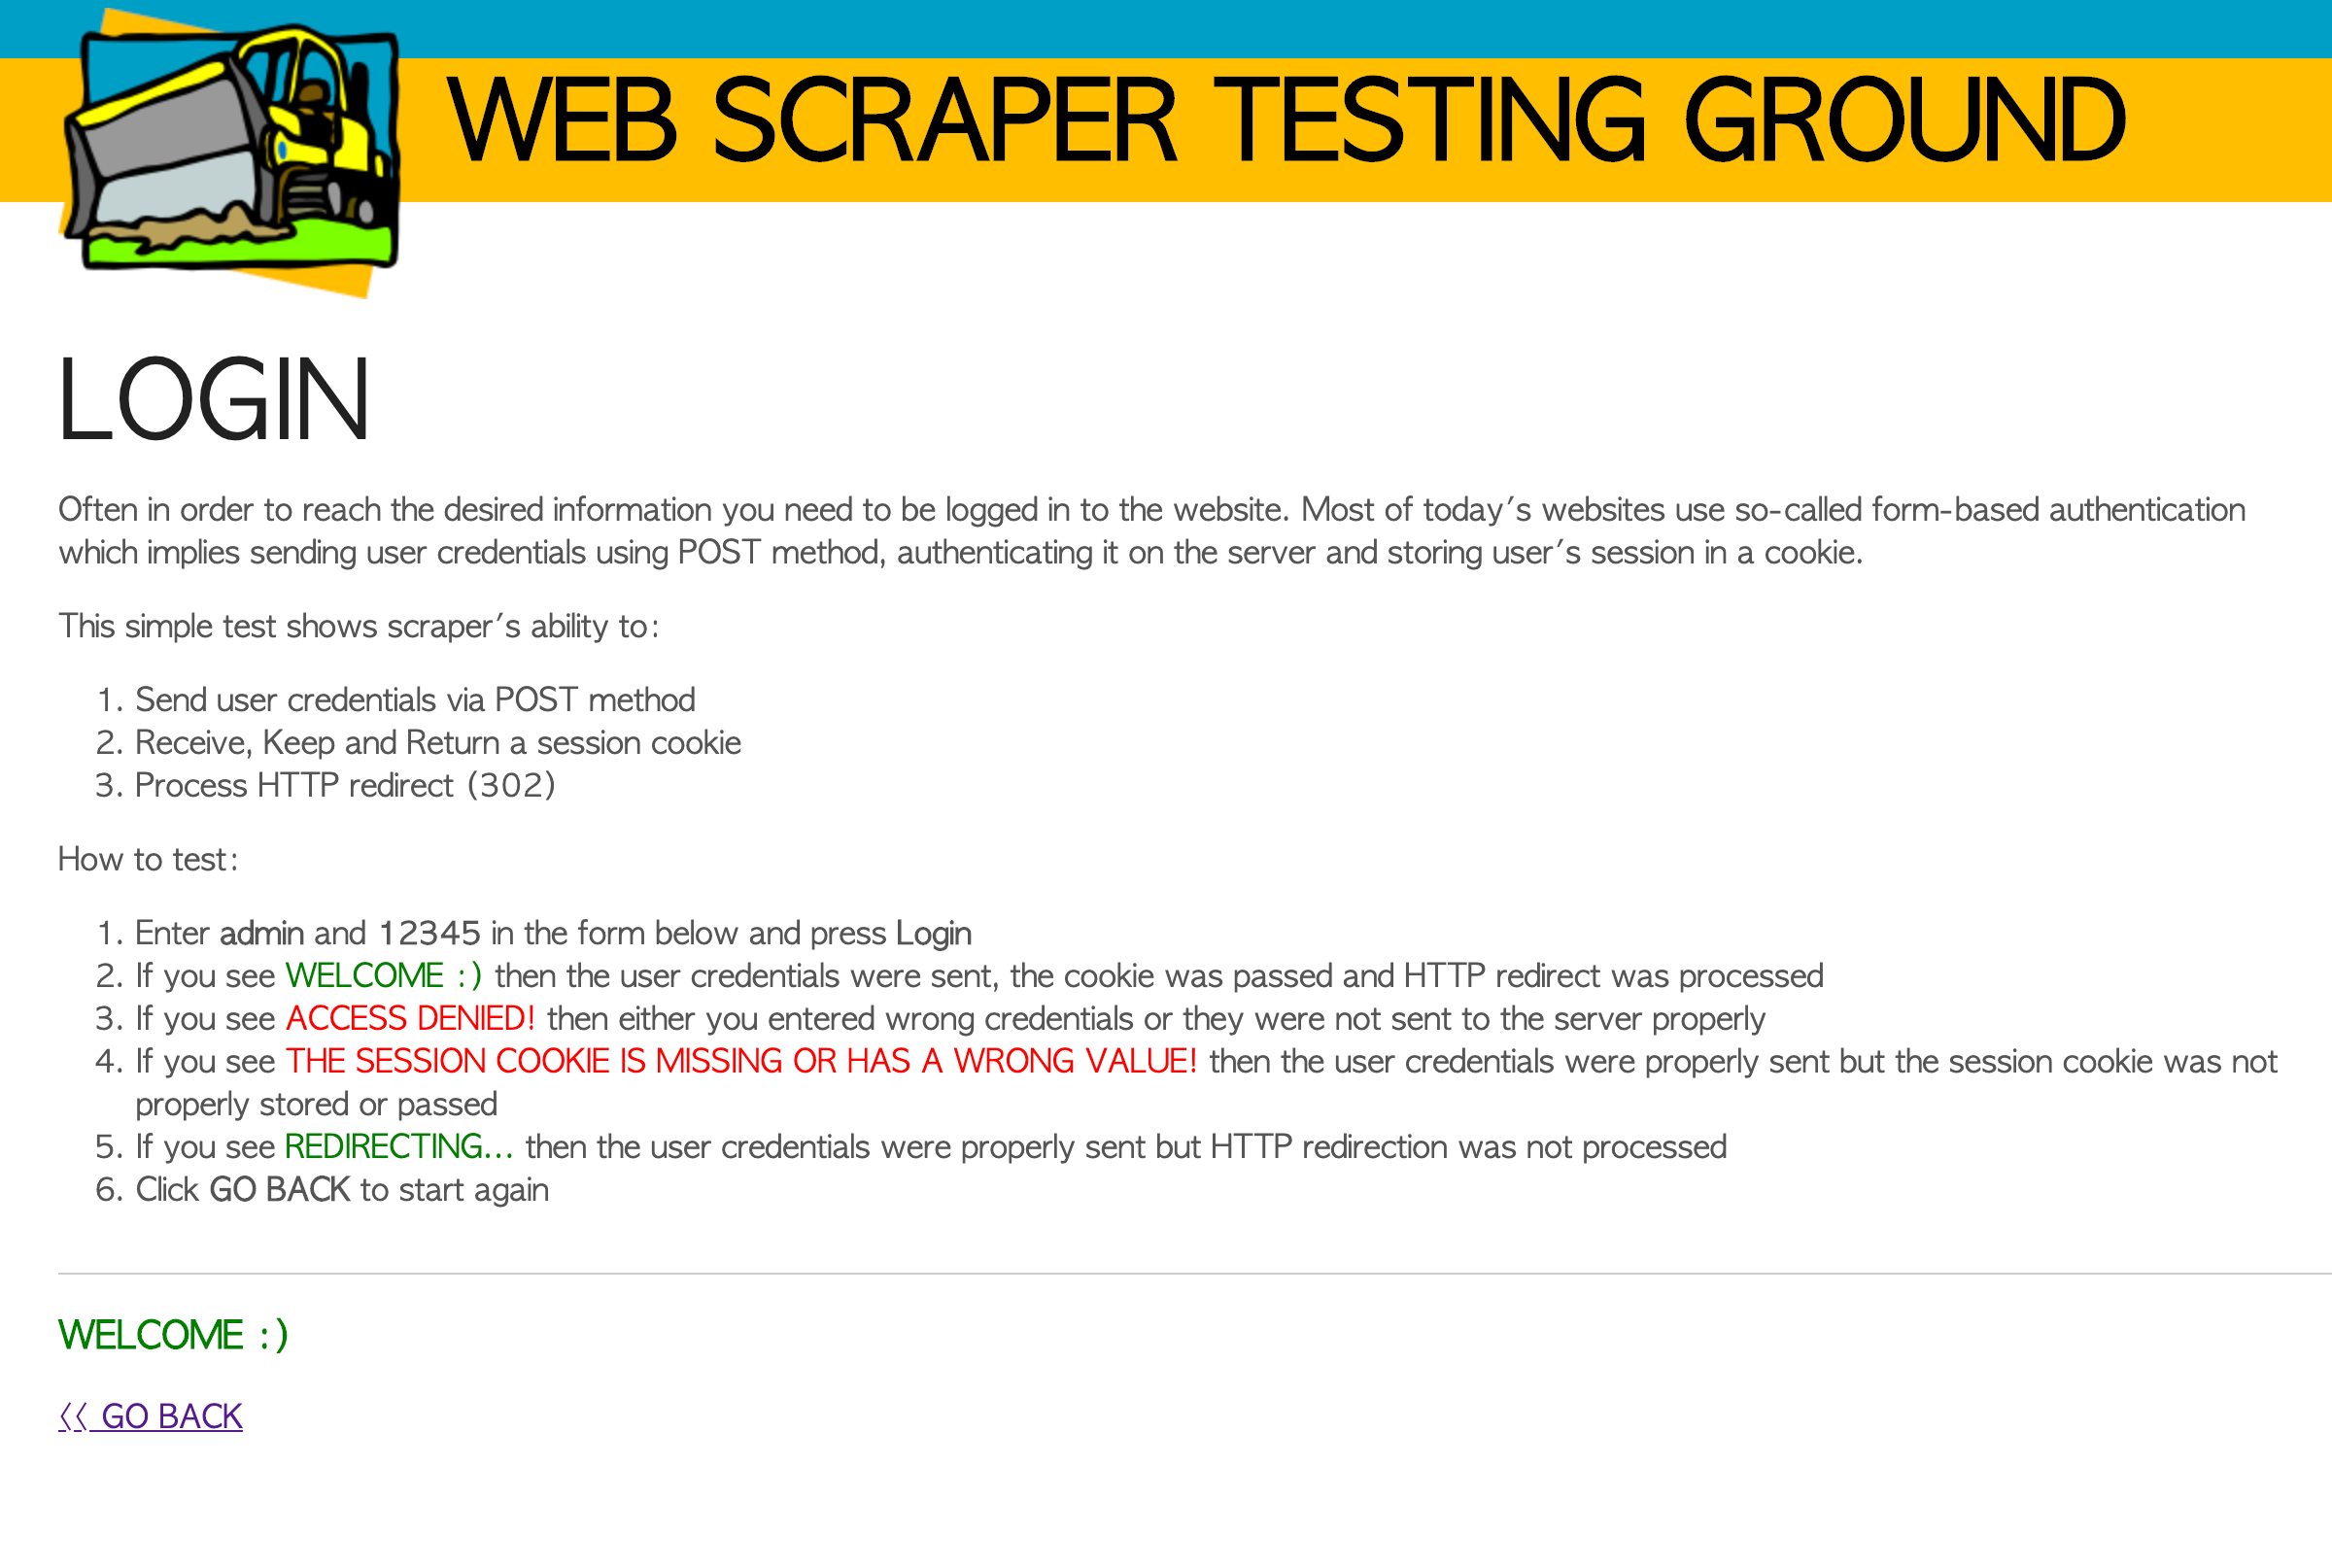 WEB SCRAPER TESTING GROUND
LOGIN
Often in order to reach the desired information you need to be logged in to the website. Most of today's websites use so-called form-based authentication
which implies sending user credentials using POST method, authenticating it on the server and storing user's session in a cookie.
This simple test shows scraper's ability to:
1. Send user credentials via POST method
2. Receive, Keep and Return a session cookie
3. Process HTTP redirect (302)
How to test:
1. Enter admin and 12345 in the form below and press Login
2. If you see WELCOME :) then the user credentials were sent, the cookie was passed and HTTP redirect was processed
3. If you see ACCESS DENIED! then either you entered wrong credentials or they were not sent to the server properly
4. If you see THE SESSION COOKIE IS MISSING OR HAS A WRONG VALUE! then the user credentials were properly sent but the session cookie was not
properly stored or passed
5. If you see REDIRECTING... then the user credentials were properly sent but HTTP redirection was not processed
6. Click GO BACK to start again
WELCOME :)
<< GO BACK